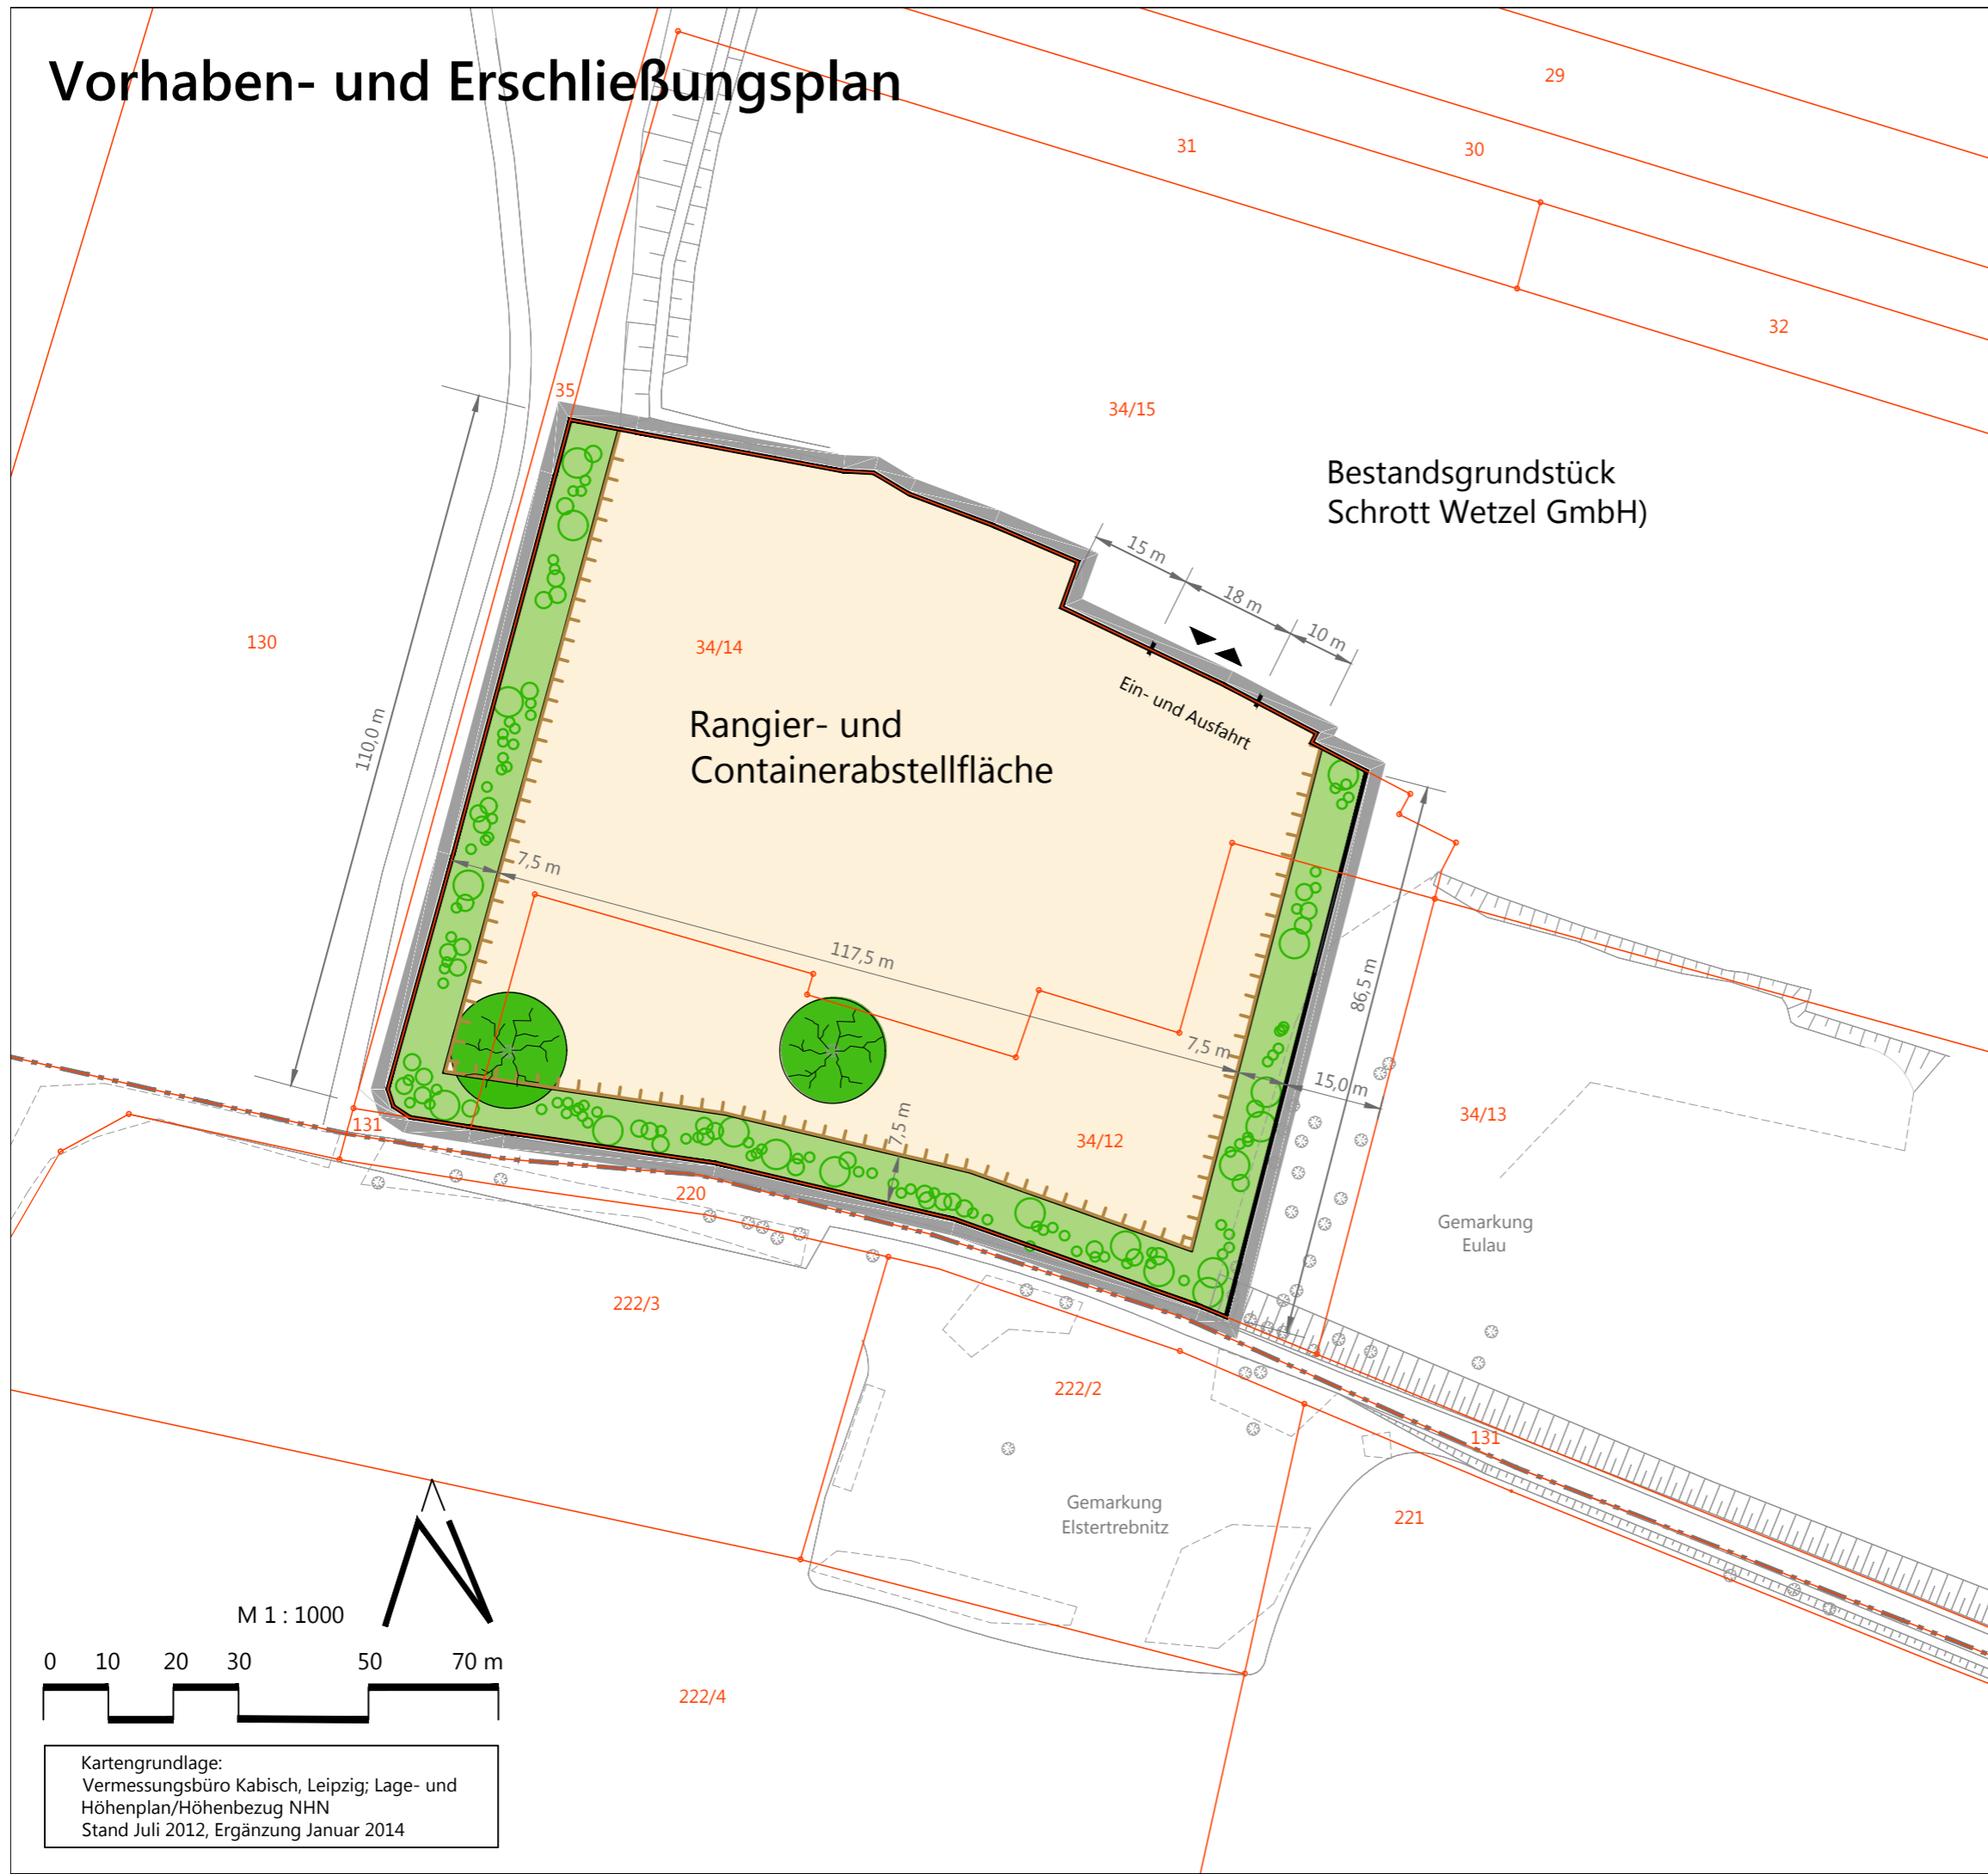 Vorhaben- und Erschließungsplan
29
31
30
32
35
34/15
Bestandsgrundstück
Schrott Wetzel GmbH)
15 m
18 m
10 m
130
34/14
Ein- und Ausfahrt
Rangier- und
Containerabstellfläche
110,0 m
7,5 m
117,5 m
86,5 m
7,5 m
15,0 m
34/13
131
7,5 m
34/12
220
Gemarkung
Eulau
222/3
222/2
131
Gemarkung
Elstertrebnitz
221
M 1 : 1000
0 10 20 30 50 70 m
222/4
Kartengrundlage:
Vermessungsbüro Kabisch, Leipzig; Lage- und
Höhenplan/Höhenbezug NHN
Stand Juli 2012, Ergänzung Januar 2014